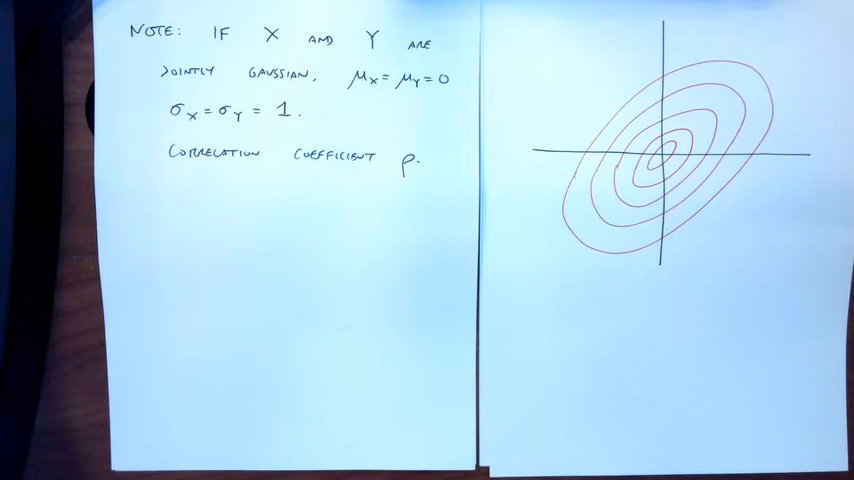 NOTE: IF X AND Y ARE
JOINTLY GAUSSIAN, μX = μY = 0
σX = σY = 1.
CORRELATION COEFFICIENT ρ.